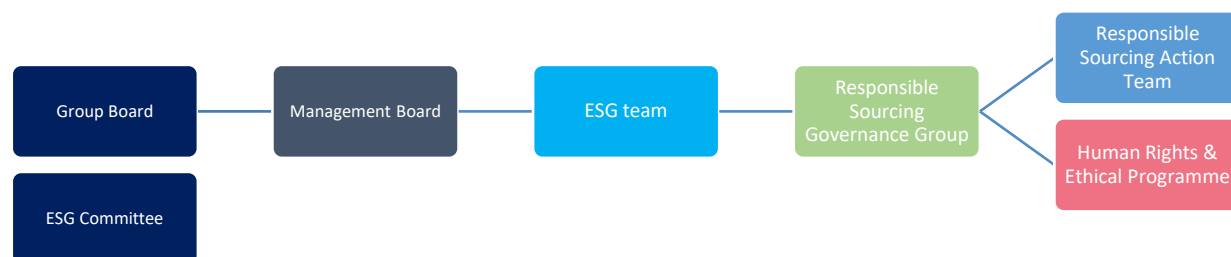 Group Board
Management Board
ESG team
Responsible
Sourcing
Governance Group
Responsible
Sourcing Action
Team
Human Rights &
Ethical Programme
ESG Committee